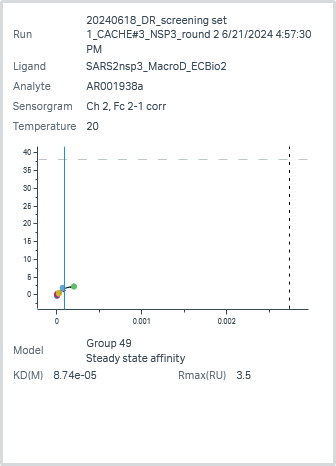 20240618_DR_screening set
Run 1_CACHE#3_NSP3_round 2 6/21/2024 4:57:30
PM
Ligand SARS2nsp3_MacroD_ECBio2
Analyte AR001938a
Sensorgram Ch 2, Fc 2-1 corr
Temperature 20
40
35
30
25
20
15
10
5
0
0 0.001 0.002
Group 49
Model
Steady state affinity
KD(M) 8.74e-05 Rmax(RU) 3.5